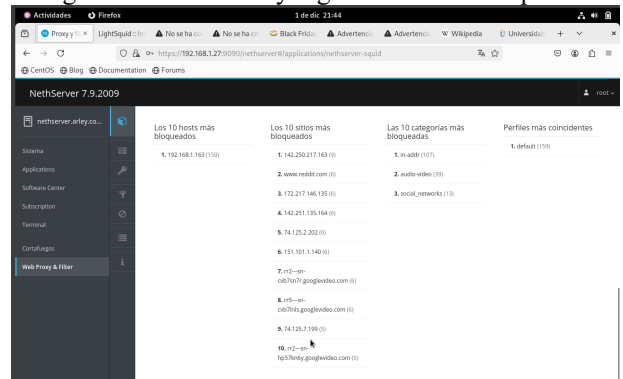 Actividades
Firefox
1 de dic 21:44
Proxy y fi
LightSquid :: Inc
A No se ha co
A No se ha co
Black Friday
Advertencia
Advertencia
Wikipedia
Universidad
https://192.168.1.27:9090/nethserver#/applications/nethserver-squid
CentOS
Blog
Documentation
Forums
NethServer 7.9.2009
root
nethserver.arley.co...
Sistema
Applications
Software Center
Subscription
Terminal
Cortafuegos
Web Proxy & Filter
Los 10 hosts más
bloqueados
1. 192.168.1.163 (159)
Los 10 sitios más
bloqueados
1. 142.250.217.163 (9)
2. www.reddit.com (6)
3. 172.217.146.135 (6)
4. 142.251.135.164 (6)
5. 74.125.2.202 (6)
6. 151.101.1.140 (6)
7. rr2---sn-
cvb7sn7r.googlevideo.com (6)
8. rr5---sn-
cvb7lnls.googlevideo.com (6)
9. 74.125.7.199 (5)
10. rr2---sn-
hp57kn6y.googlevideo.com (5)
Las 10 categorías más
bloqueadas
1. in-addr (107)
2. audio-video (39)
3. social_networks (13)
Perfiles más coincidentes
1. default (159)